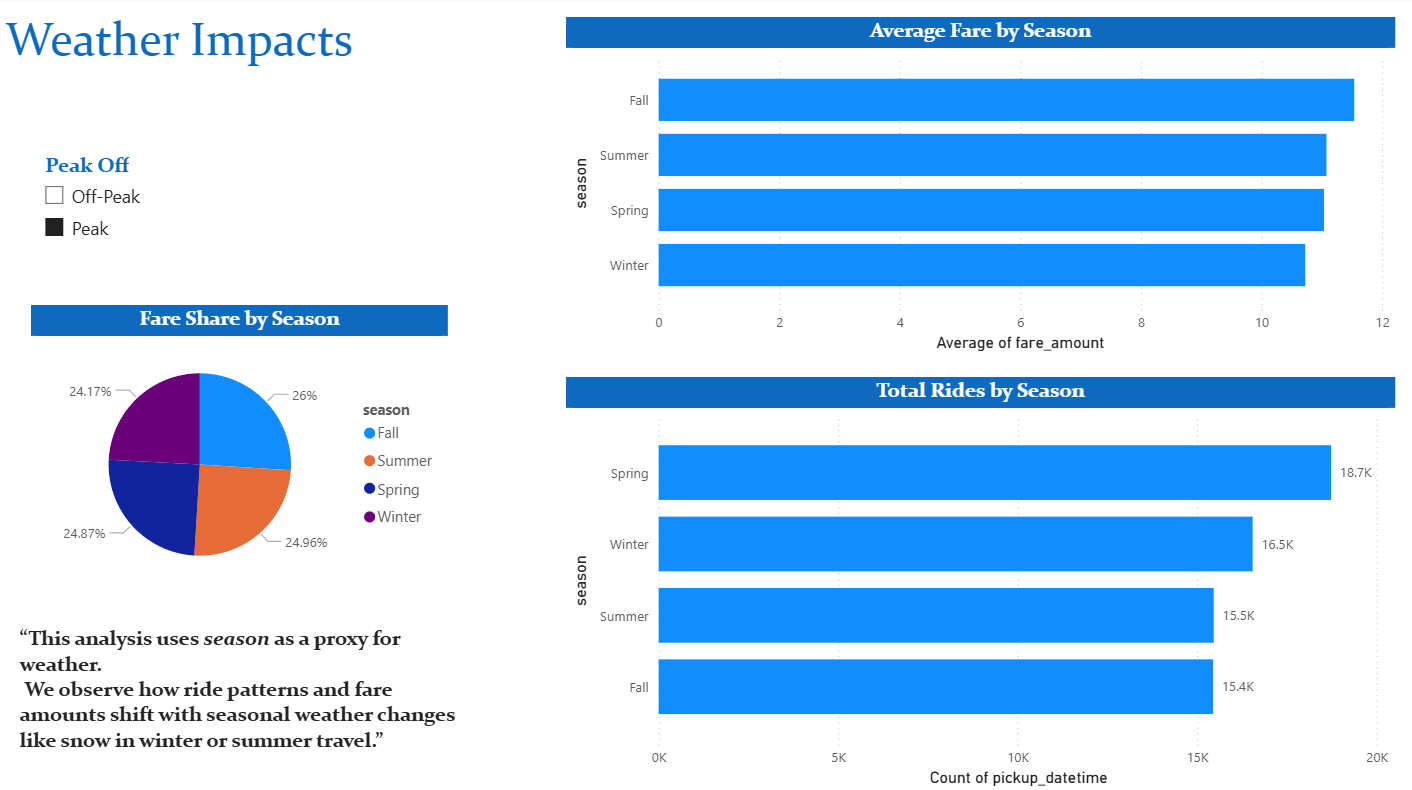 Weather Impacts
Peak Off
Off-Peak
Peak
Fare Share by Season
24.17%
26%
24.87%
24.96%
season
Fall
Summer
Spring
Winter
“This analysis uses season as a proxy for
weather.
We observe how ride patterns and fare
amounts shift with seasonal weather changes
like snow in winter or summer travel.”
Average Fare by Season
season
Fall
Summer
Spring
Winter
0 2 4 6 8 10 12
Average of fare_amount
Total Rides by Season
season
Spring 18.7K
Winter 16.5K
Summer 15.5K
Fall 15.4K
0K 5K 10K 15K 20K
Count of pickup_datetime